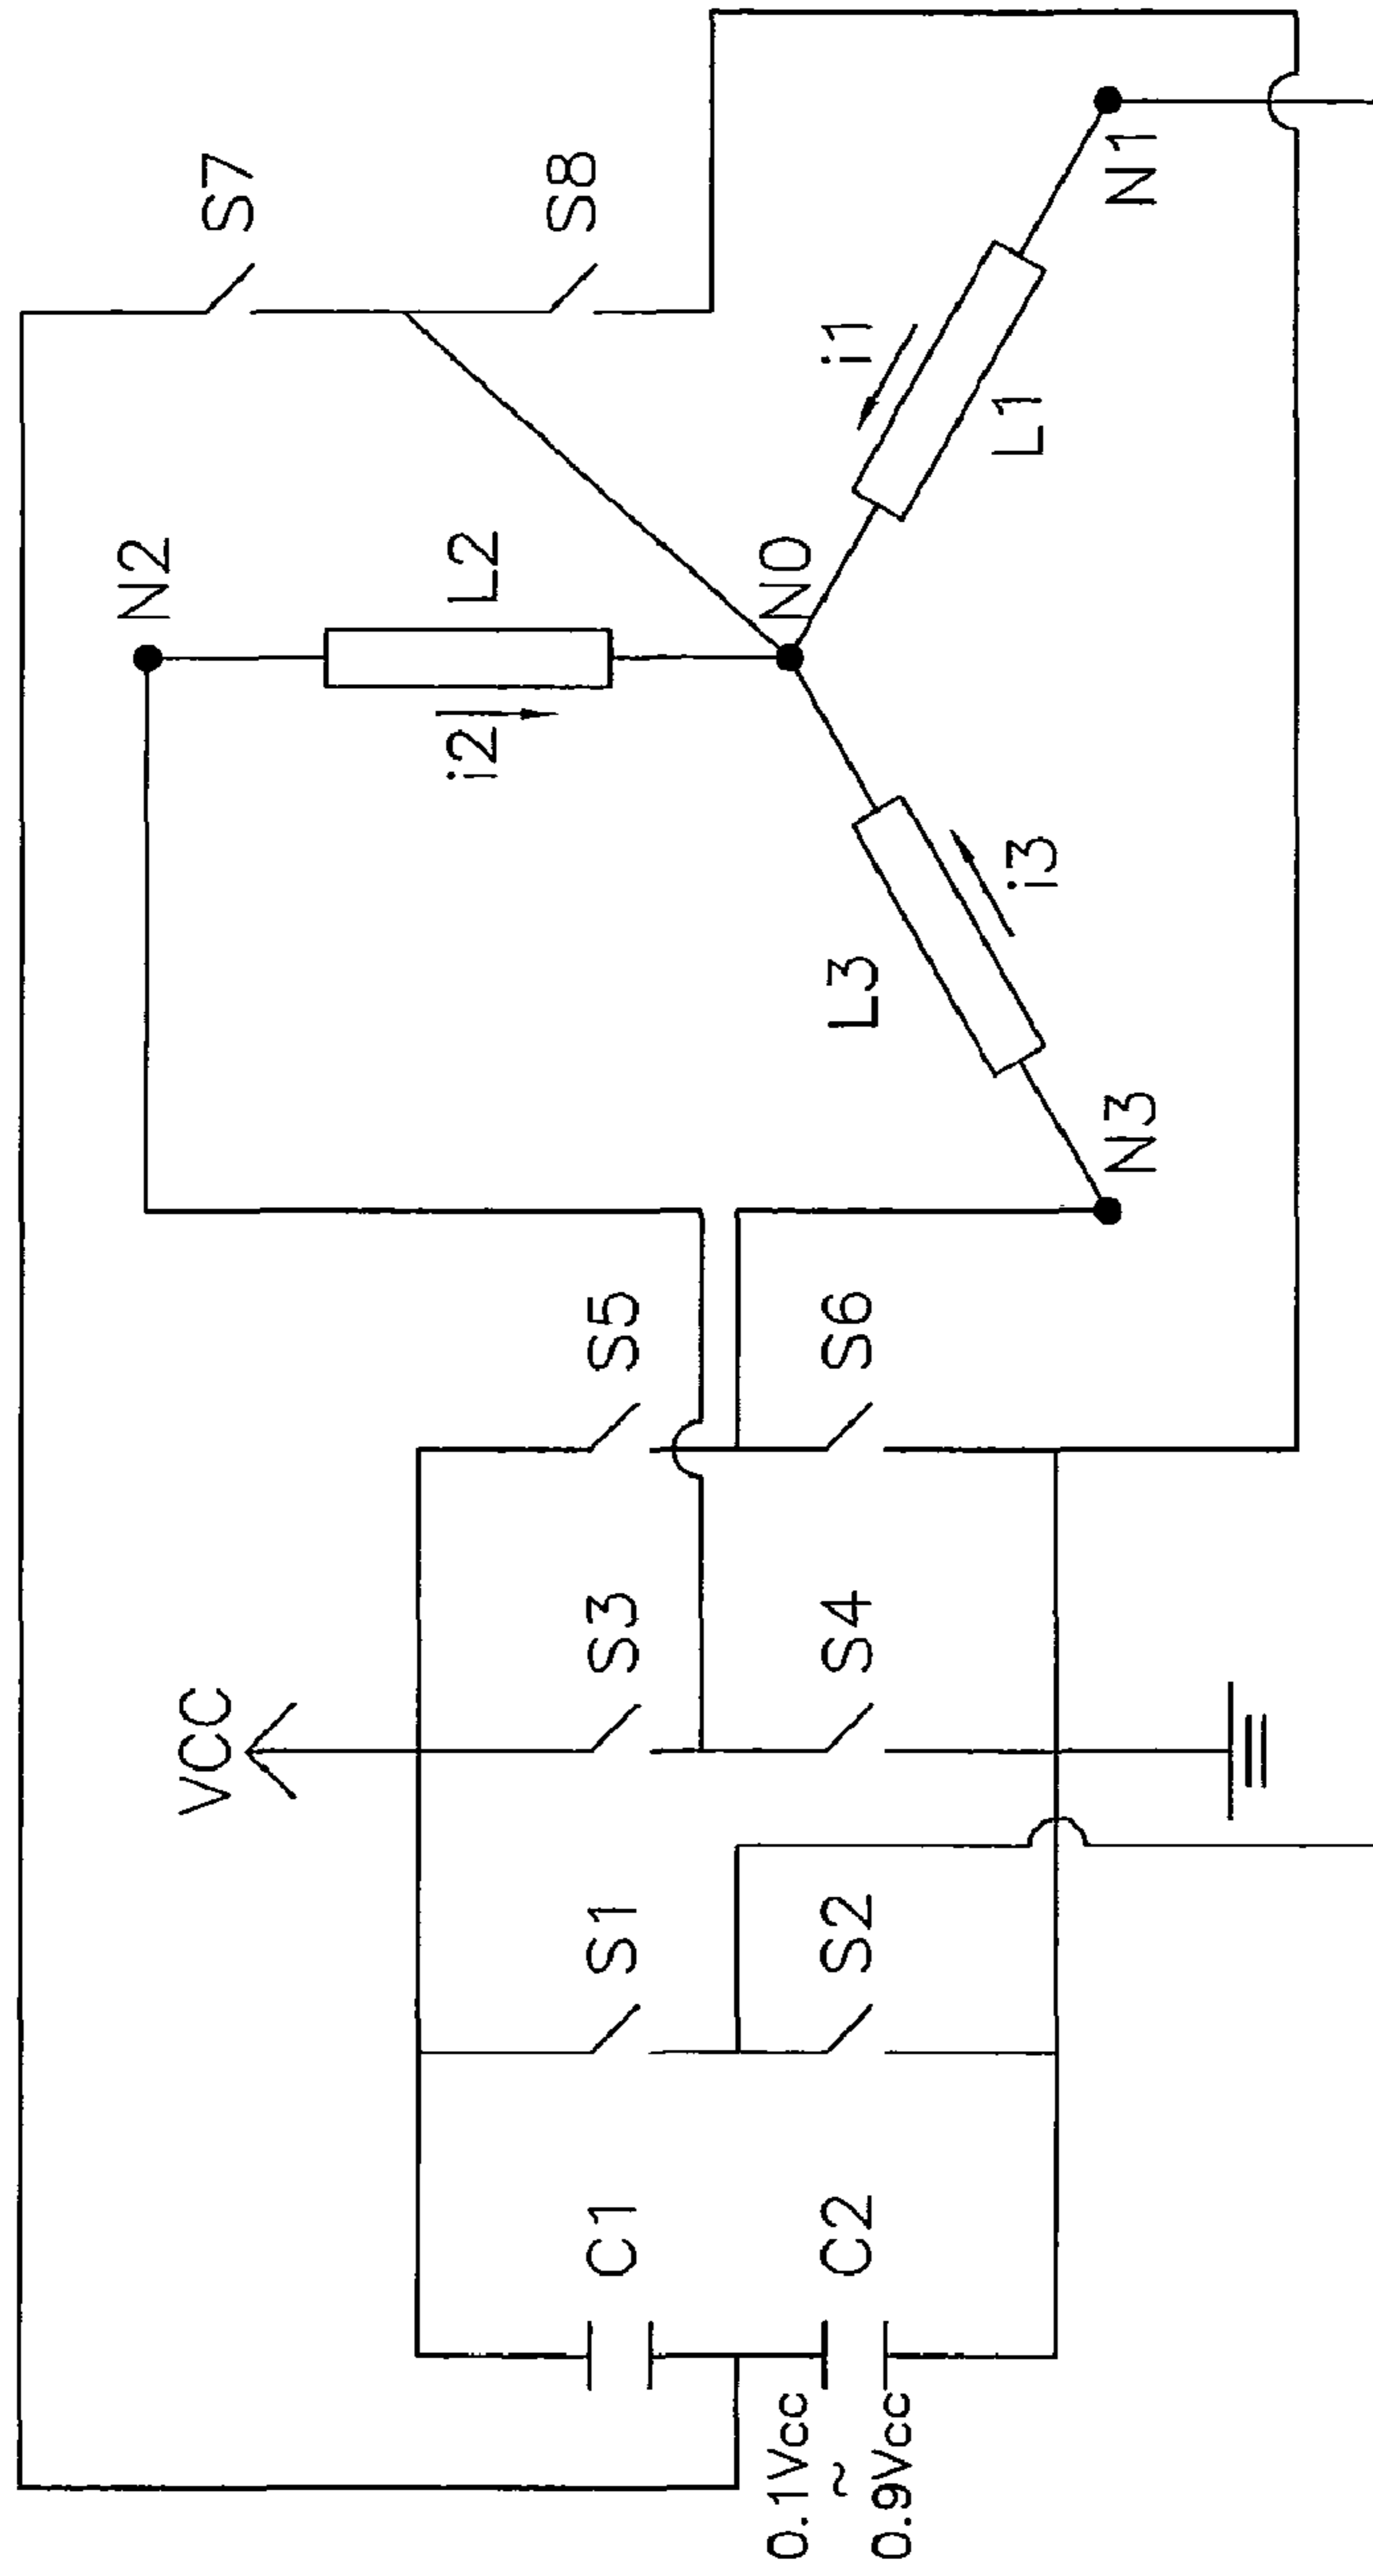 S7
S8
N2
L2
i2
N0
i1
L1
N1
L3
i3
N3
S5
S6
VCC
S3
S4
S1
S2
C1
C2
0.1Vcc
~
0.9Vcc